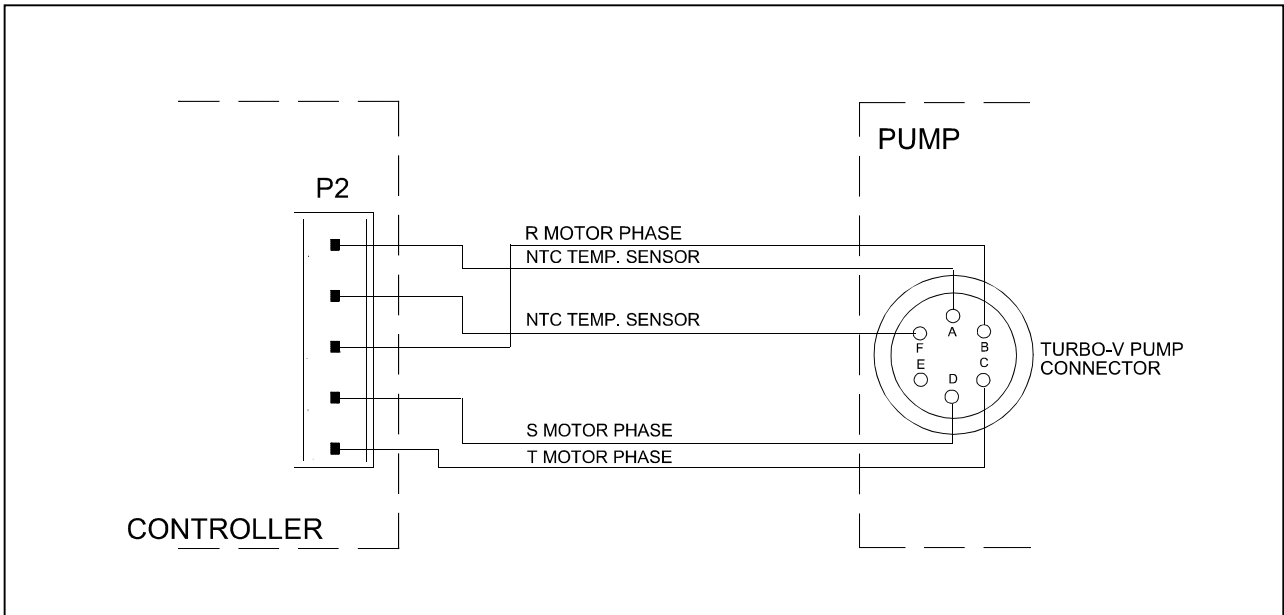 PUMP
P2
R MOTOR PHASE
NTC TEMP. SENSOR
NTC TEMP. SENSOR
A
F
B
E
D
C
TURBO-V PUMP
CONNECTOR
S MOTOR PHASE
T MOTOR PHASE
CONTROLLER